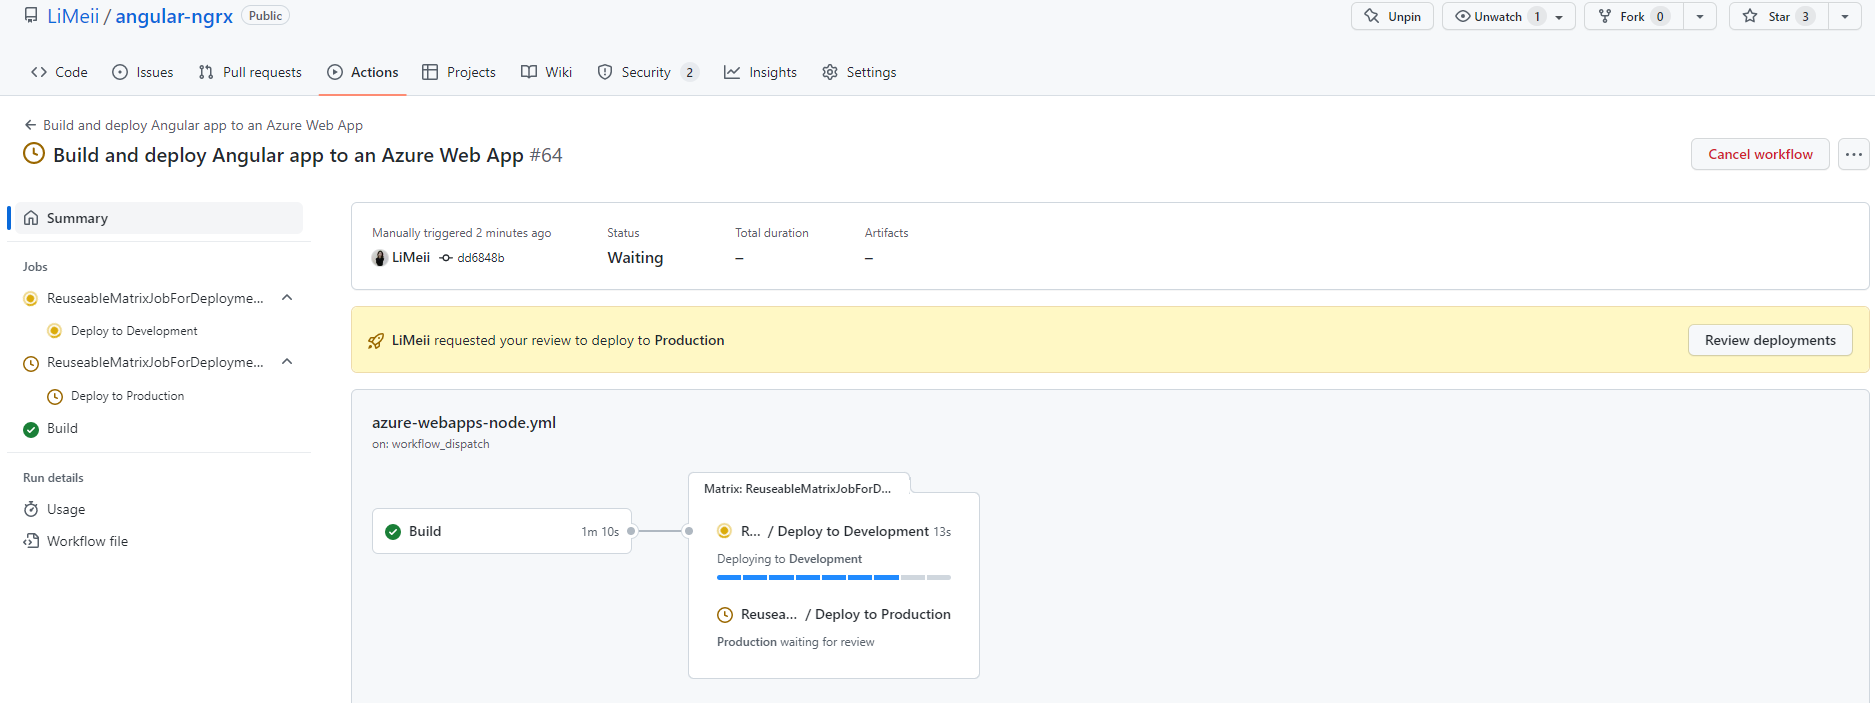 LiMeii / angular-ngrx Public
Unpin
Unwatch 1
Fork 0
Star 3
Code
Issues
Pull requests
Actions
Projects
Wiki
Security 2
Insights
Settings
Build and deploy Angular app to an Azure Web App
Build and deploy Angular app to an Azure Web App #64
Cancel workflow
...
Summary
Jobs
ReuseableMatrixJobForDeployme...
Deploy to Development
ReuseableMatrixJobForDeployme...
Deploy to Production
Build
Run details
Usage
Workflow file
Manually triggered 2 minutes ago
LiMeii dd6848b
Status
Waiting
Total duration
–
Artifacts
–
LiMeii requested your review to deploy to Production
Review deployments
azure-webapps-node.yml
on: workflow_dispatch
Build 1m 10s
Matrix: ReuseableMatrixJobForD...
R... / Deploy to Development 13s
Deploying to Development
Reusea... / Deploy to Production
Production waiting for review